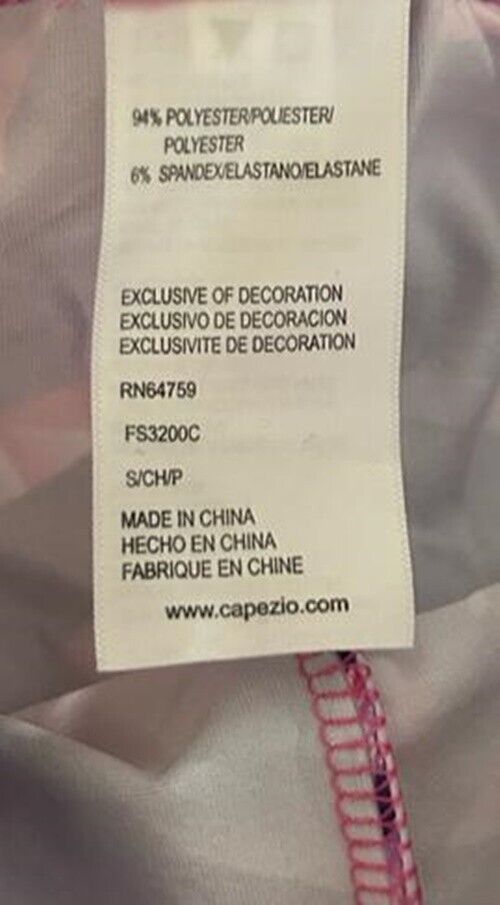 94% POLYESTER/POLIESTER/
POLYESTER
6% SPANDEX/ELASTANO/ELASTANE
EXCLUSIVE OF DECORATION
EXCLUSIVO DE DECORACION
EXCLUSIVITE DE DECORATION
RN64759
FS3200C
S/CH/P
MADE IN CHINA
HECHO EN CHINA
FABRIQUE EN CHINE
www.capezio.com